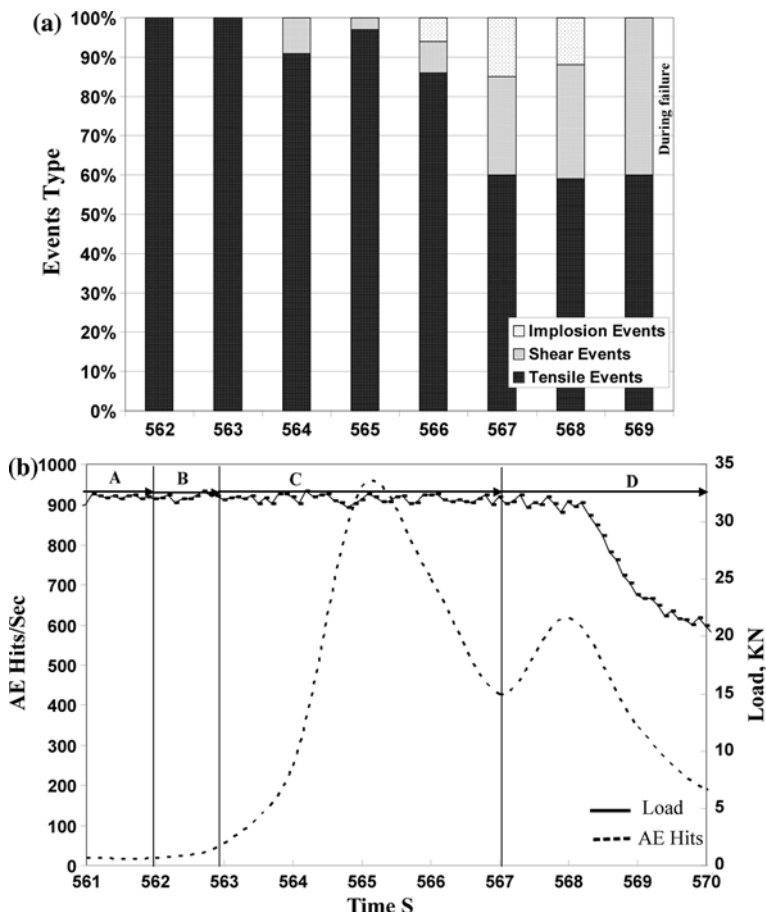 (a)
100%
90%
80%
70%
60%
50%
40%
30%
20%
10%
0%
Events Type
During failure
Implosion Events
Shear Events
Tensile Events
562 563 564 565 566 567 568 569
(b)
1000
900
800
700
600
500
400
300
200
100
0
AE Hits/Sec
A B C D
35
30
25
20
15
10
5
0
Load, KN
Load
AE Hits
561 562 563 564 565 566 567 568 569 570
Time S